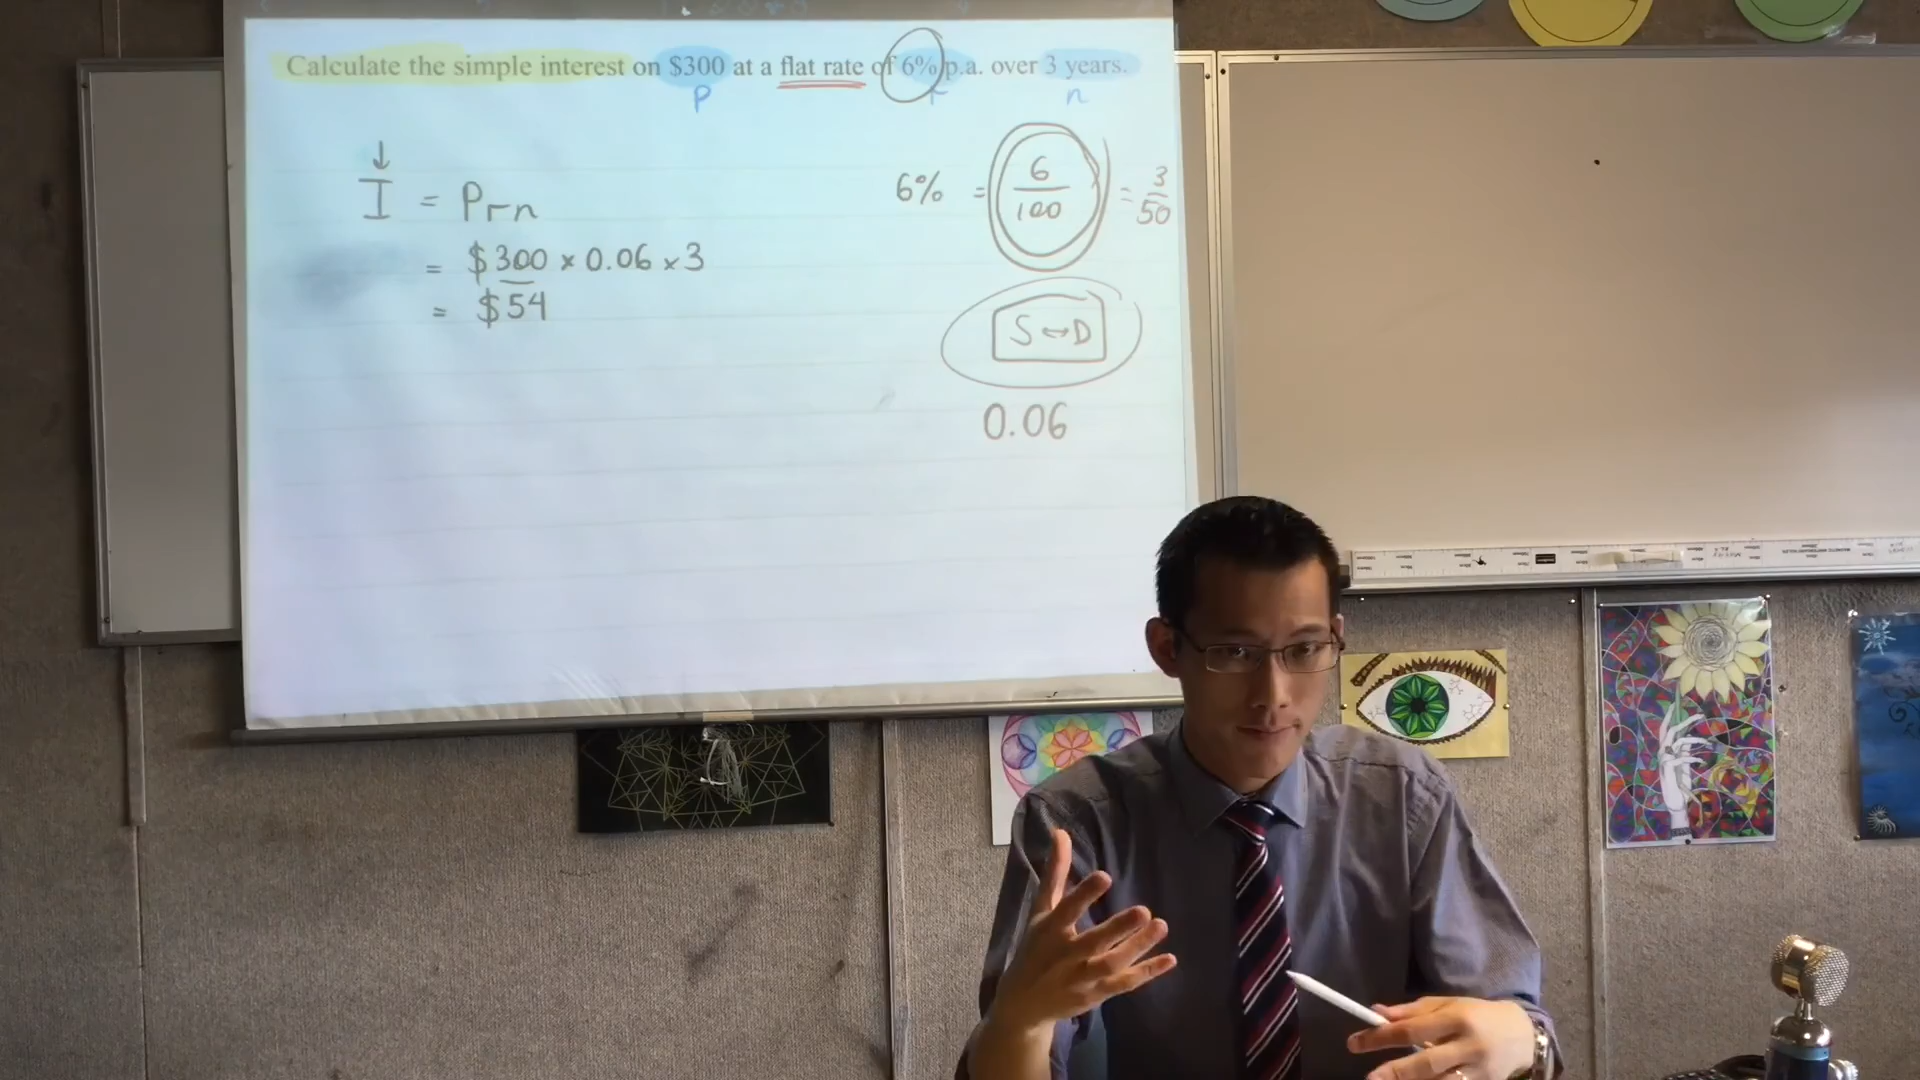 Calculate the simple interest on $300 at a flat rate of 6% p.a. over 3 years.
P r n
I = Prn
= $300 × 0.06 × 3
= $54
6% = 6/100 = 3/50
S↔D
0.06